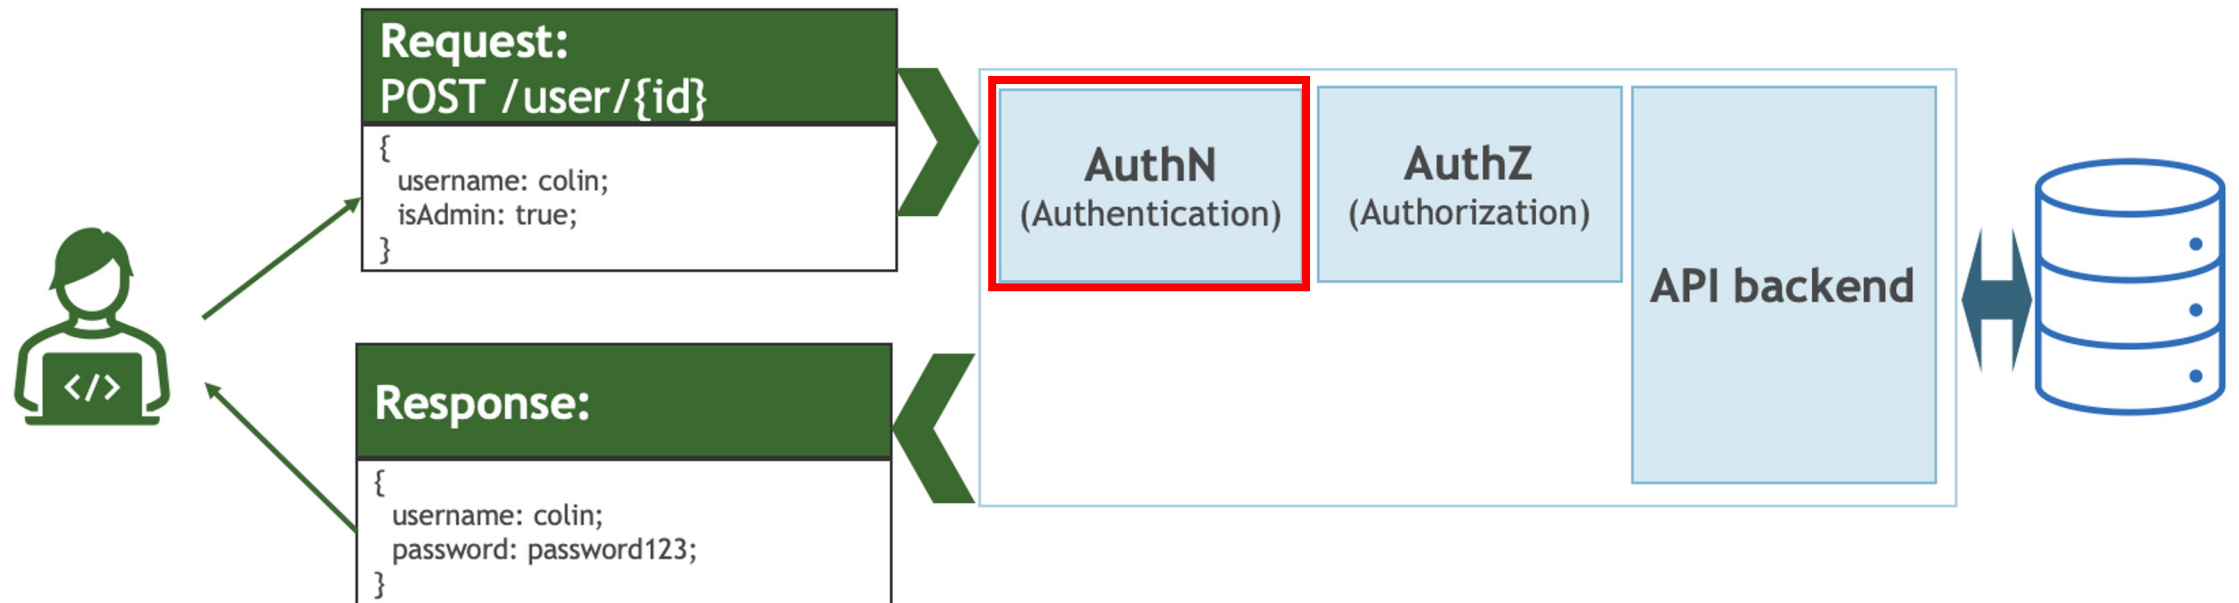 Request:
POST /user/{id}
{
username: colin;
isAdmin: true;
}
AuthN
(Authentication)
AuthZ
(Authorization)
API backend
</>
Response:
{
username: colin;
password: password123;
}